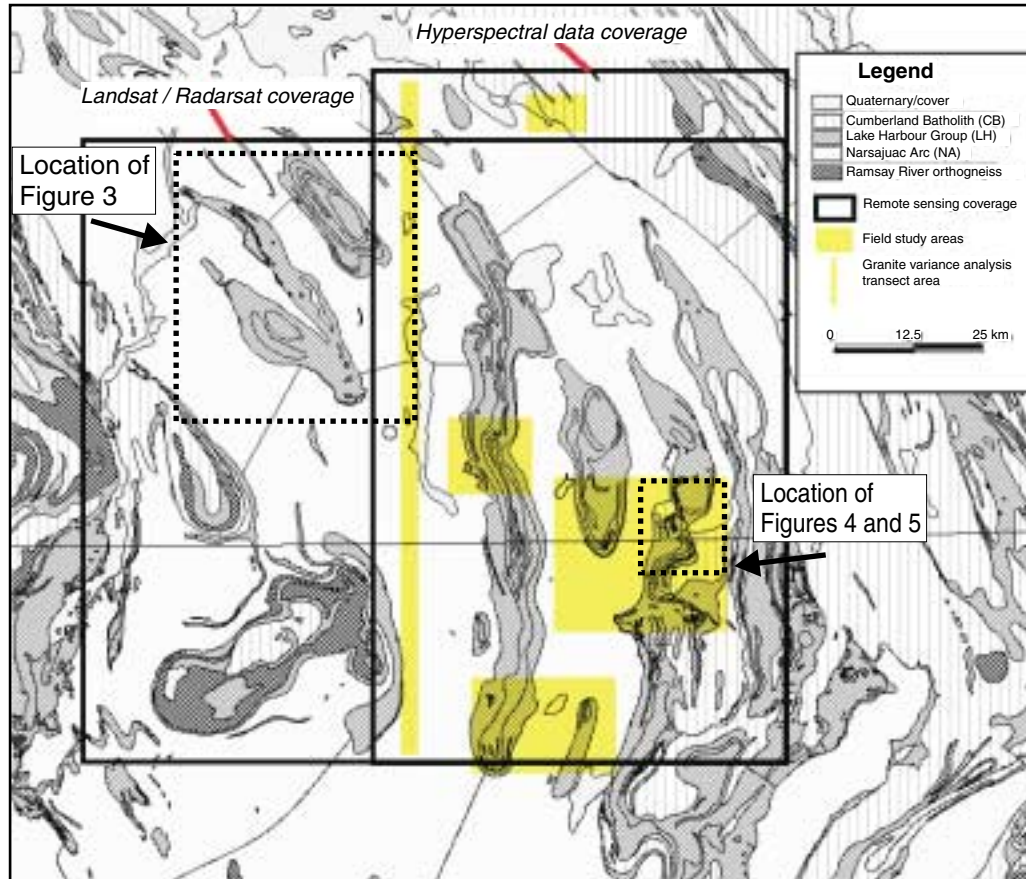 Hyperspectral data coverage
Landsat / Radarsat coverage
Location of
Figure 3
Legend
Quaternary/cover
Cumberland Batholith (CB)
Lake Harbour Group (LH)
Narsajuac Arc (NA)
Ramsay River orthogneiss
Remote sensing coverage
Field study areas
Granite variance analysis
transect area
0 12.5 25 km
Location of
Figures 4 and 5